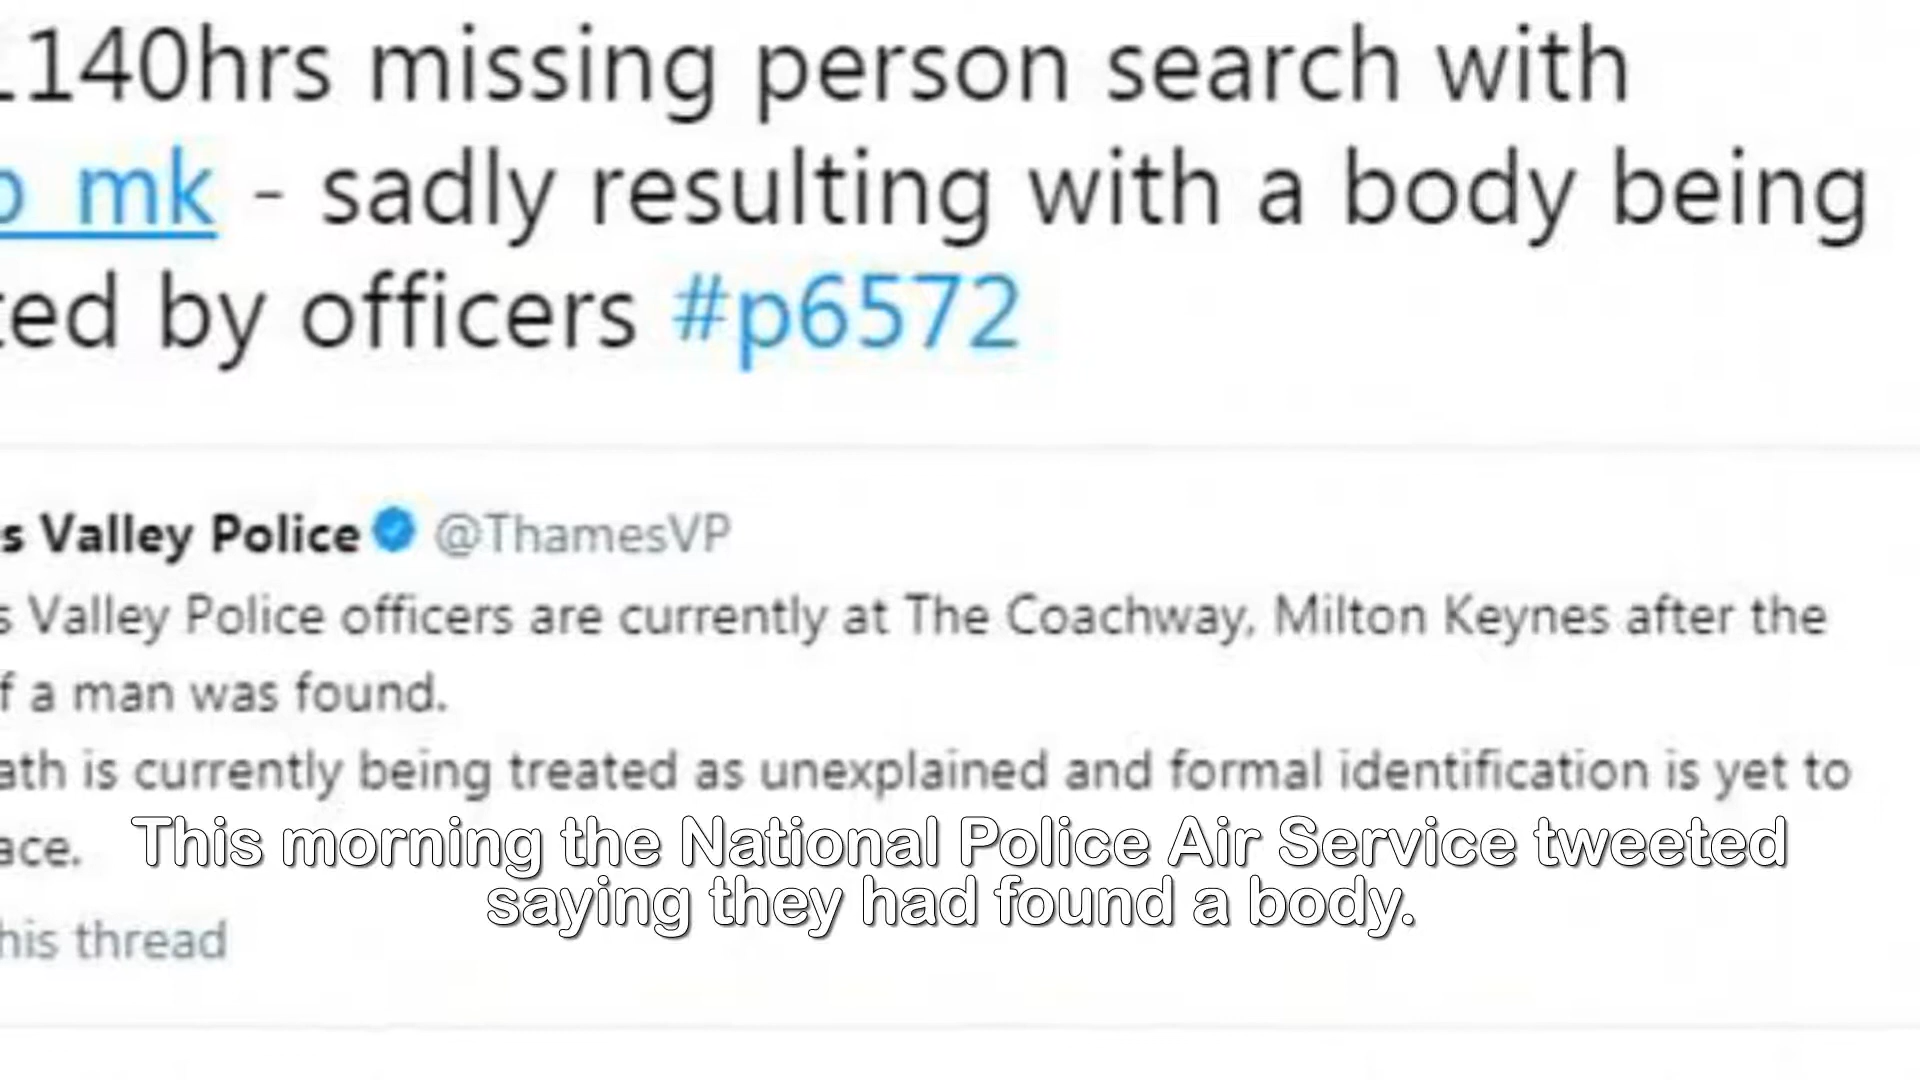 1140hrs missing person search with
mk - sadly resulting with a body being
ted by officers #p6572
s Valley Police @ThamesVP
s Valley Police officers are currently at The Coachway, Milton Keynes after the
f a man was found.
ath is currently being treated as unexplained and formal identification is yet to
ace.
This morning the National Police Air Service tweeted
saying they had found a body.
his thread